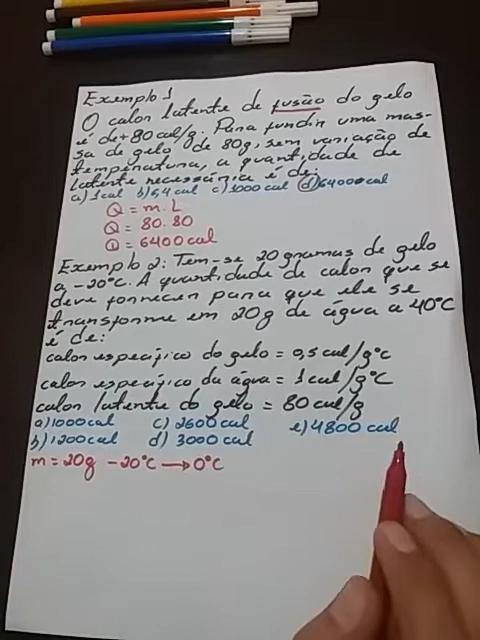 Exemplo 1
O calor latente de fusão do gelo
é de + 80 cal/g. Para fundir uma mas-
sa de gelo de 80g, sem variação de
temperatura, a quantidade de
latente necessária é de:
a) 1 cal b) 6,4 cal c) 1000 cal d) 6400 cal
Q = m.L
Q = 80.80
Q = 6400 cal
Exemplo 2: Tem-se 20 gramas de gelo
a -20°C. A quantidade de calor que se
deve fornecer para que ele se
transforme em 20g de água a 40°C
é de:
calor específico do gelo = 0,5 cal/g°C
calor específico da água = 1 cal/g°C
calor latente do gelo = 80 cal/g
a) 1000 cal c) 2600 cal e) 4800 cal
b) 1200 cal d) 3000 cal
m = 20g -20°C → 0°C